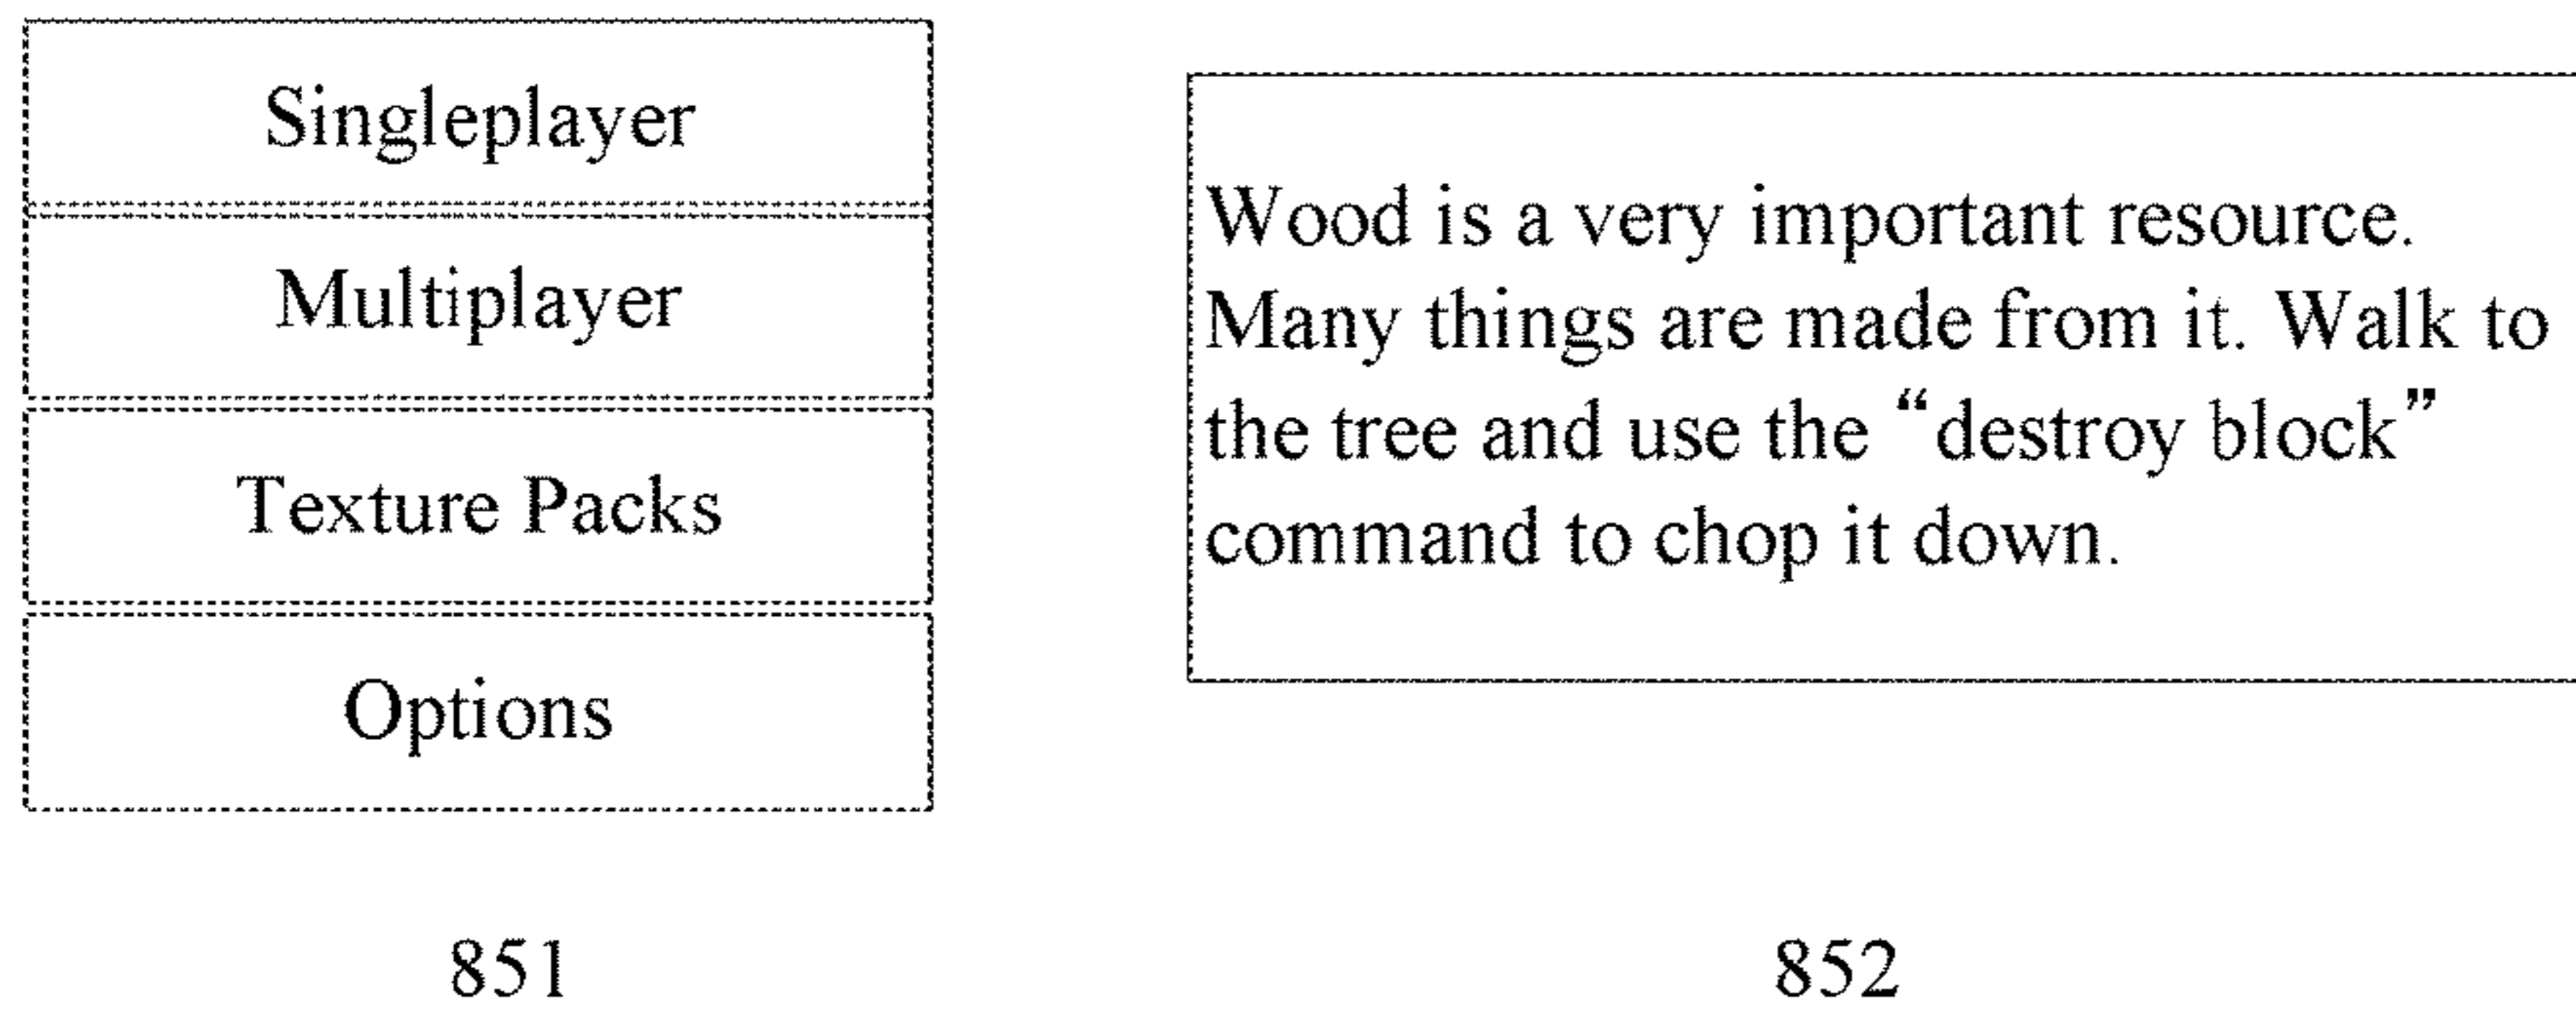 Singleplayer
Multiplayer
Texture Packs
Options
851
Wood is a very important resource.
Many things are made from it. Walk to
the tree and use the “destroy block”
command to chop it down.
852